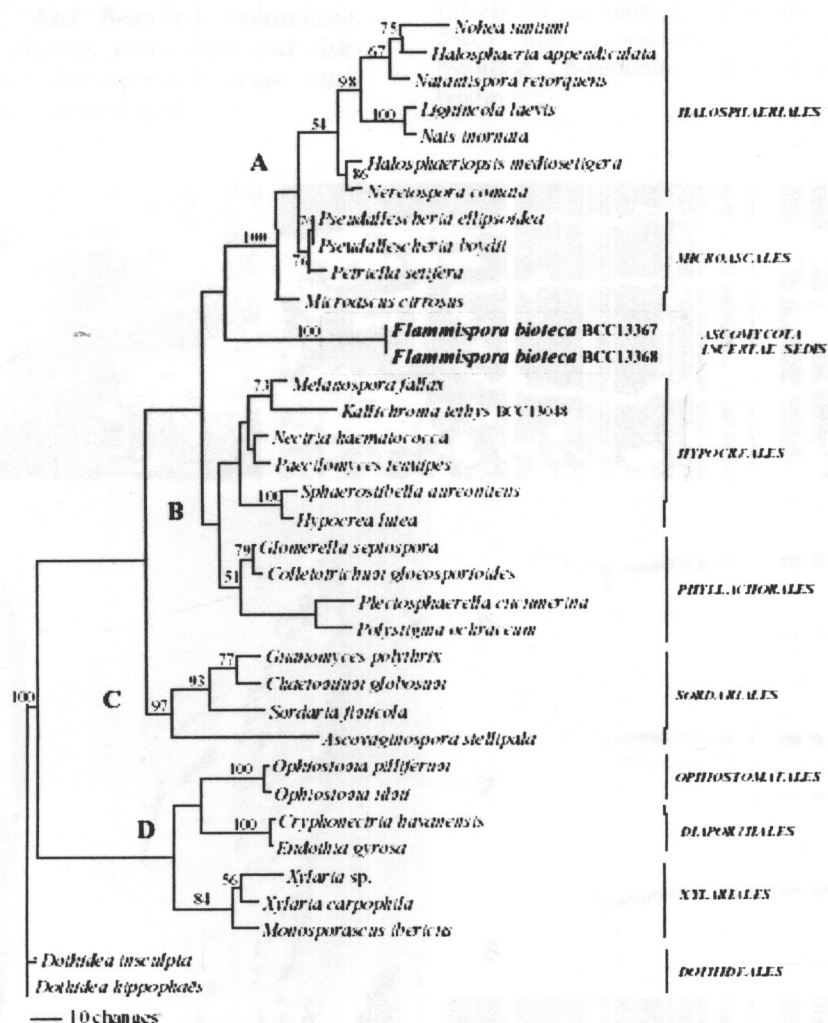 75
Nohea umiumi
Halosphaeria appendiculata
67
Natantispora retorquens
98
HALOSPHAERIALES
Lignincola laevis
100
Nais inornata
54
A
Halosphaeriopsis mediosetigera
86
Nereiospora comata
Pseudallescheria ellipsoidea
Pseudallescheria boydii
76
Petriella setifera
MICROASCALES
100
Microascus cirrosus
100
Flammispora bioteca BCC13367
Flammispora bioteca BCC13368
ASCOMYCOTA
INCERTAE SEDIS
73
Melanospora fallax
Kallichroma tethys BCC13048
Nectria haematococca
Paecilomyces tenuipes
HYPOCREALES
100
Sphaerostibella aureonitens
Hypocrea lutea
B
79
Glomerella septospora
Colletotrichum gloeosporioides
51
PHYLLACHORALES
Plectosphaerella cucumerina
Polystigma ochraceum
77
Guanomyces polythrix
93
Chaetomium globosum
C
97
Sordaria fimicola
SORDARIALES
100
Ascovaginospora stellipala
100
Ophiostoma piliferum
Ophiostoma ulmi
OPHIOSTOMATALES
D
100
Cryphonectria havanensis
Endothia gyrosa
DIAPORTHALES
56
Xylaria sp.
84
Xylaria carpophila
XYLARIALES
Monosporascus ibericus
Dothidea insculpta
Dothidea hippophaës
DOTHIDEALES
10 changes